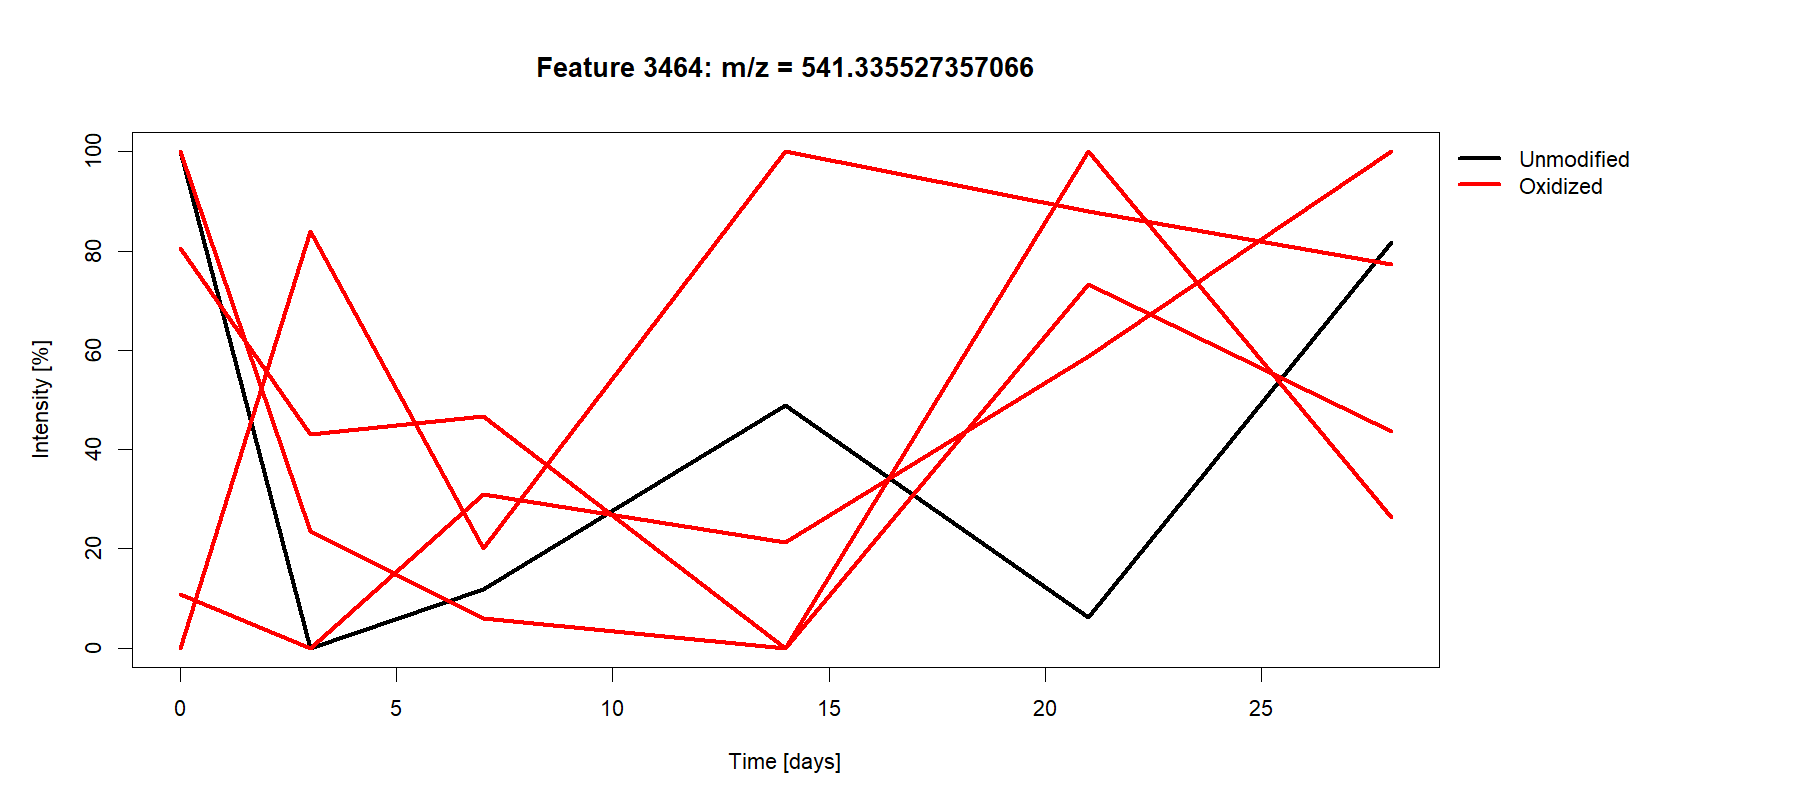 Feature 3464: m/z = 541.335527357066
Unmodified
Oxidized
Intensity [%]
100
80
60
40
20
0
0 5 10 15 20 25
Time [days]